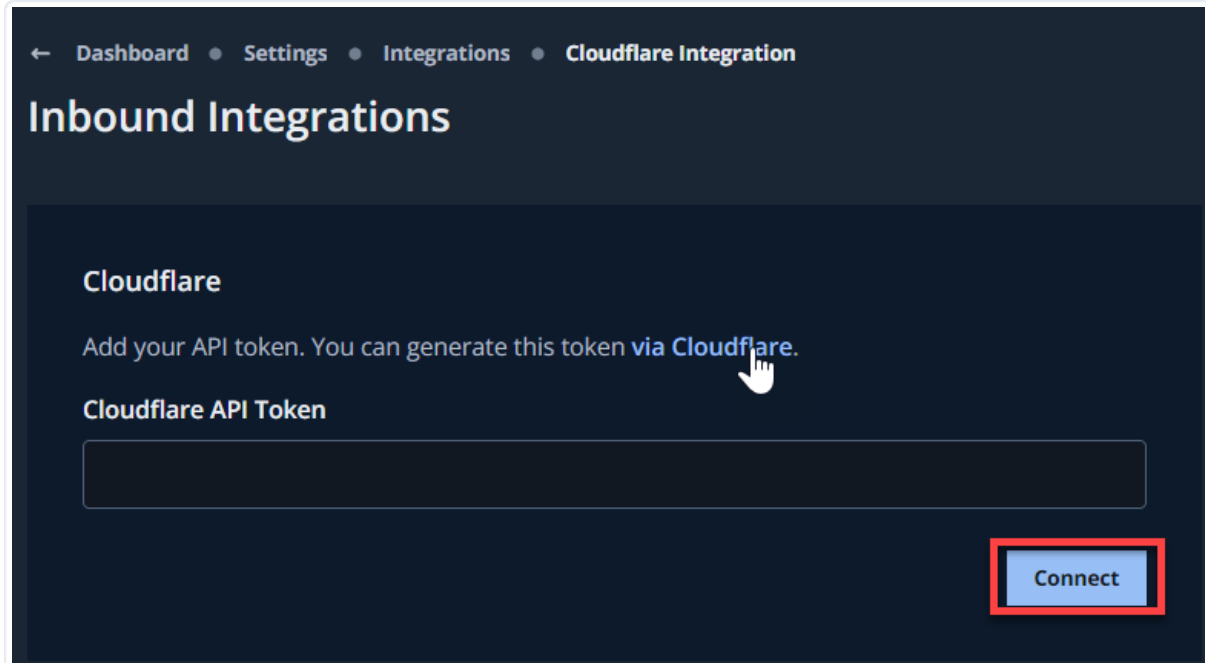 ← Dashboard ● Settings ● Integrations ● Cloudflare Integration
Inbound Integrations
Cloudflare
Add your API token. You can generate this token via Cloudflare.
Cloudflare API Token
Connect